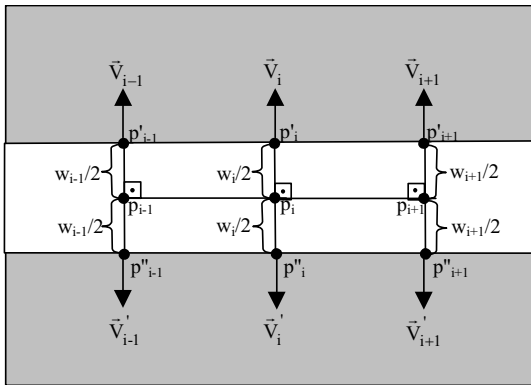 V⃗i–1 V⃗i V⃗i+1
p'i-1 p'i p'i+1
wi-1/2 wi/2 wi+1/2
pi-1 pi pi+1
wi-1/2 wi/2 wi+1/2
p"i-1 p"i p"i+1
V⃗'i-1 V⃗'i V⃗'i+1